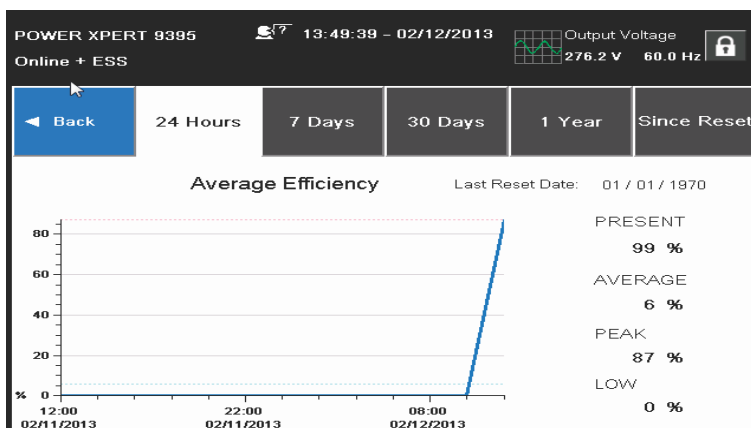 POWER XPERT 9395
? 13:49:39 - 02/12/2013
Output Voltage
Online + ESS
276.2 V 60.0 Hz
Back
24 Hours
7 Days
30 Days
1 Year
Since Reset
Average Efficiency
Last Reset Date: 01 / 01 / 1970
80
60
40
20
% 0
12:00
02/11/2013
22:00
02/11/2013
08:00
02/12/2013
PRESENT
99 %
AVERAGE
6 %
PEAK
87 %
LOW
0 %